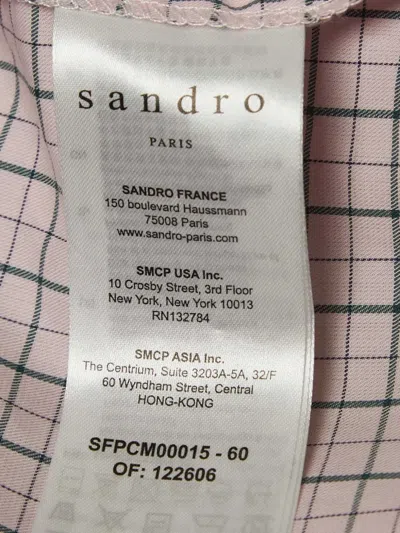 sandro
PARIS
SANDRO FRANCE
150 boulevard Haussmann
75008 Paris
www.sandro-paris.com
SMCP USA Inc.
10 Crosby Street, 3rd Floor
New York, New York 10013
RN132784
SMCP ASIA Inc.
The Centrium, Suite 3203A-5A, 32/F
60 Wyndham Street, Central
HONG-KONG
SFPCM00015 - 60
OF: 122606